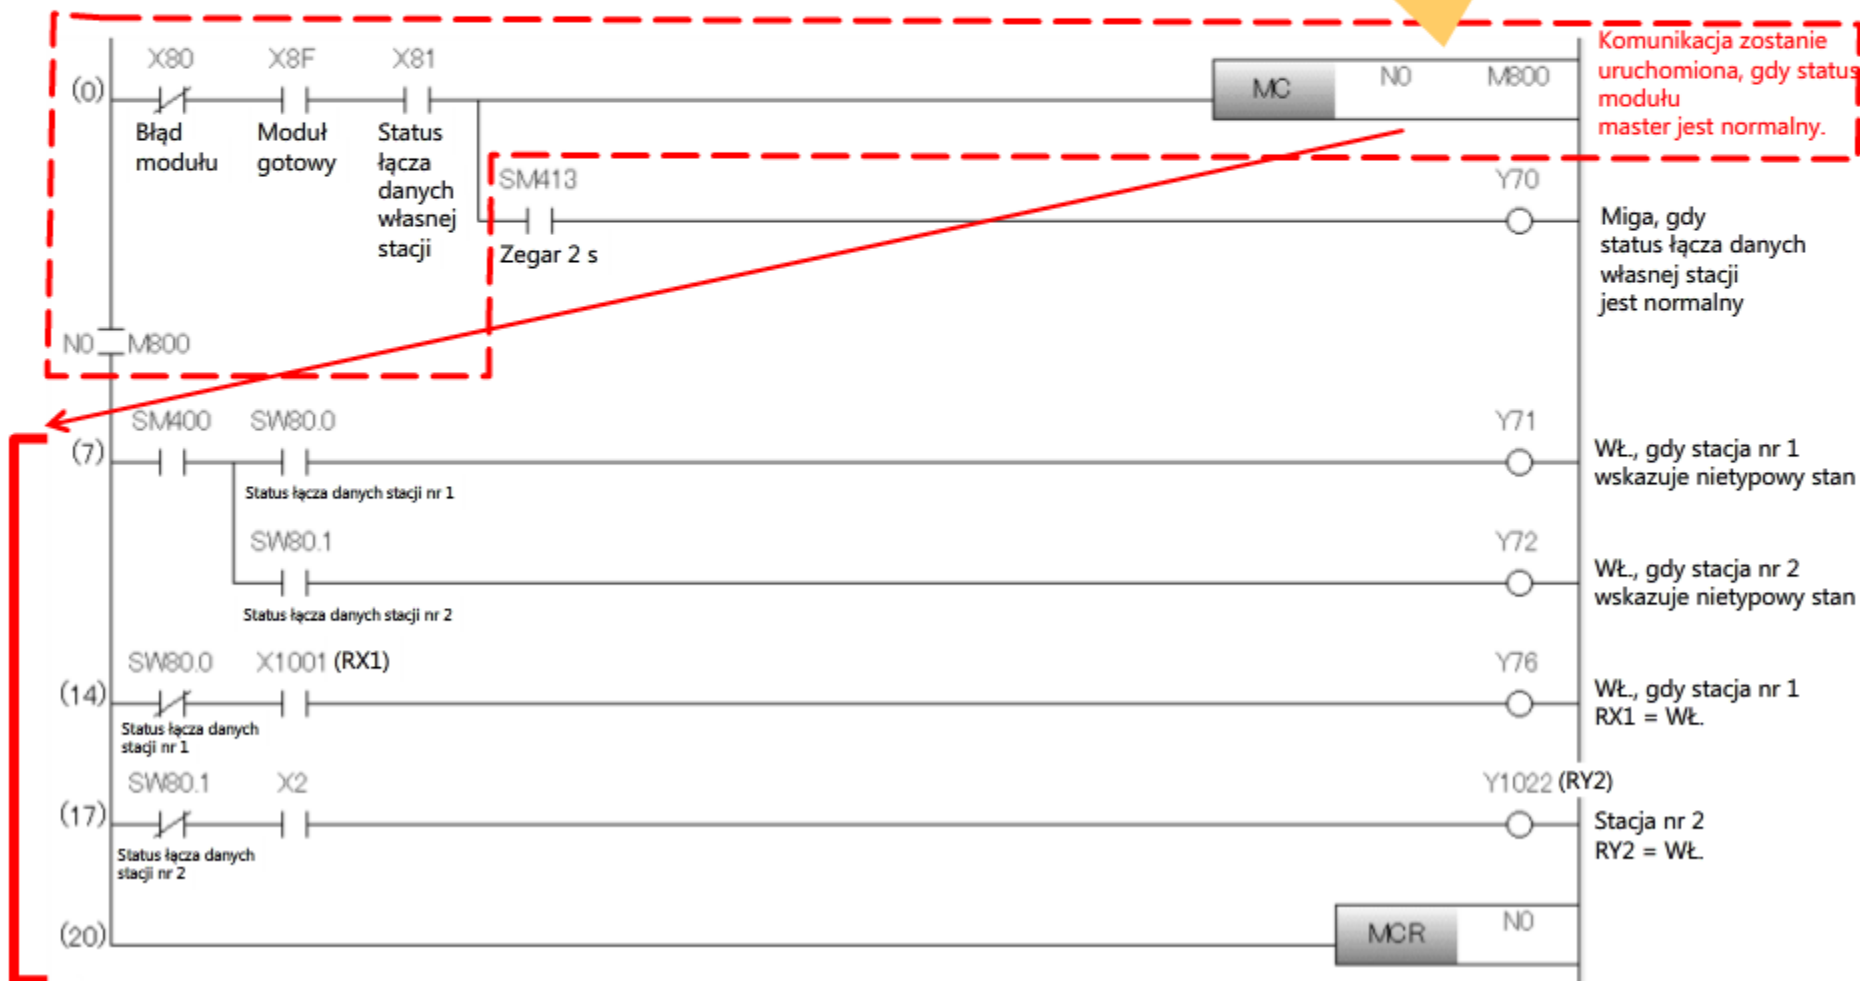 X80 X8F X81
(0)
MC N0 M800
Komunikacja zostanie
uruchomiona, gdy status
modułu
master jest normalny.
Błąd
modułu
Moduł
gotowy
Status
łącza
danych
własnej
stacji
SM413
Y70
Zegar 2 s
Miga, gdy
status łącza danych
własnej stacji
jest normalny
N0 M800
SM400 SW80.0
Y71
(7)
Status łącza danych stacji nr 1
WŁ., gdy stacja nr 1
wskazuje nietypowy stan
SW80.1
Y72
Status łącza danych stacji nr 2
WŁ., gdy stacja nr 2
wskazuje nietypowy stan
SW80.0 X1001 (RX1)
Y76
(14)
Status łącza danych
stacji nr 1
WŁ., gdy stacja nr 1
RX1 = WŁ.
SW80.1 X2
Y1022 (RY2)
(17)
Status łącza danych
stacji nr 2
Stacja nr 2
RY2 = WŁ.
(20)
MCR N0